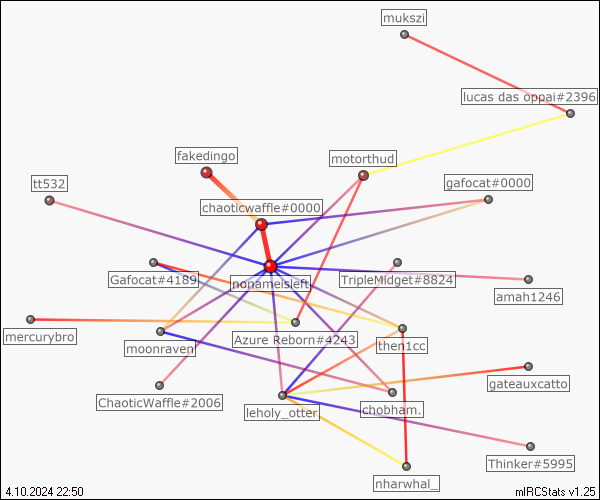 mukszi
lucas das oppai#2396
fakedingo
motorthud
tt532
gafocat#0000
chaoticwaffle#0000
Gafocat#4189
nonameisleft
TripleMidget#8824
amah1246
mercurybro
moonraven
Azure Reborn#4243
then1cc
gateauxcatto
ChaoticWaffle#2006
leholy_otter
chobham.
Thinker#5995
nharwhal_
4.10.2024 22:50
mIRCStats v1.25